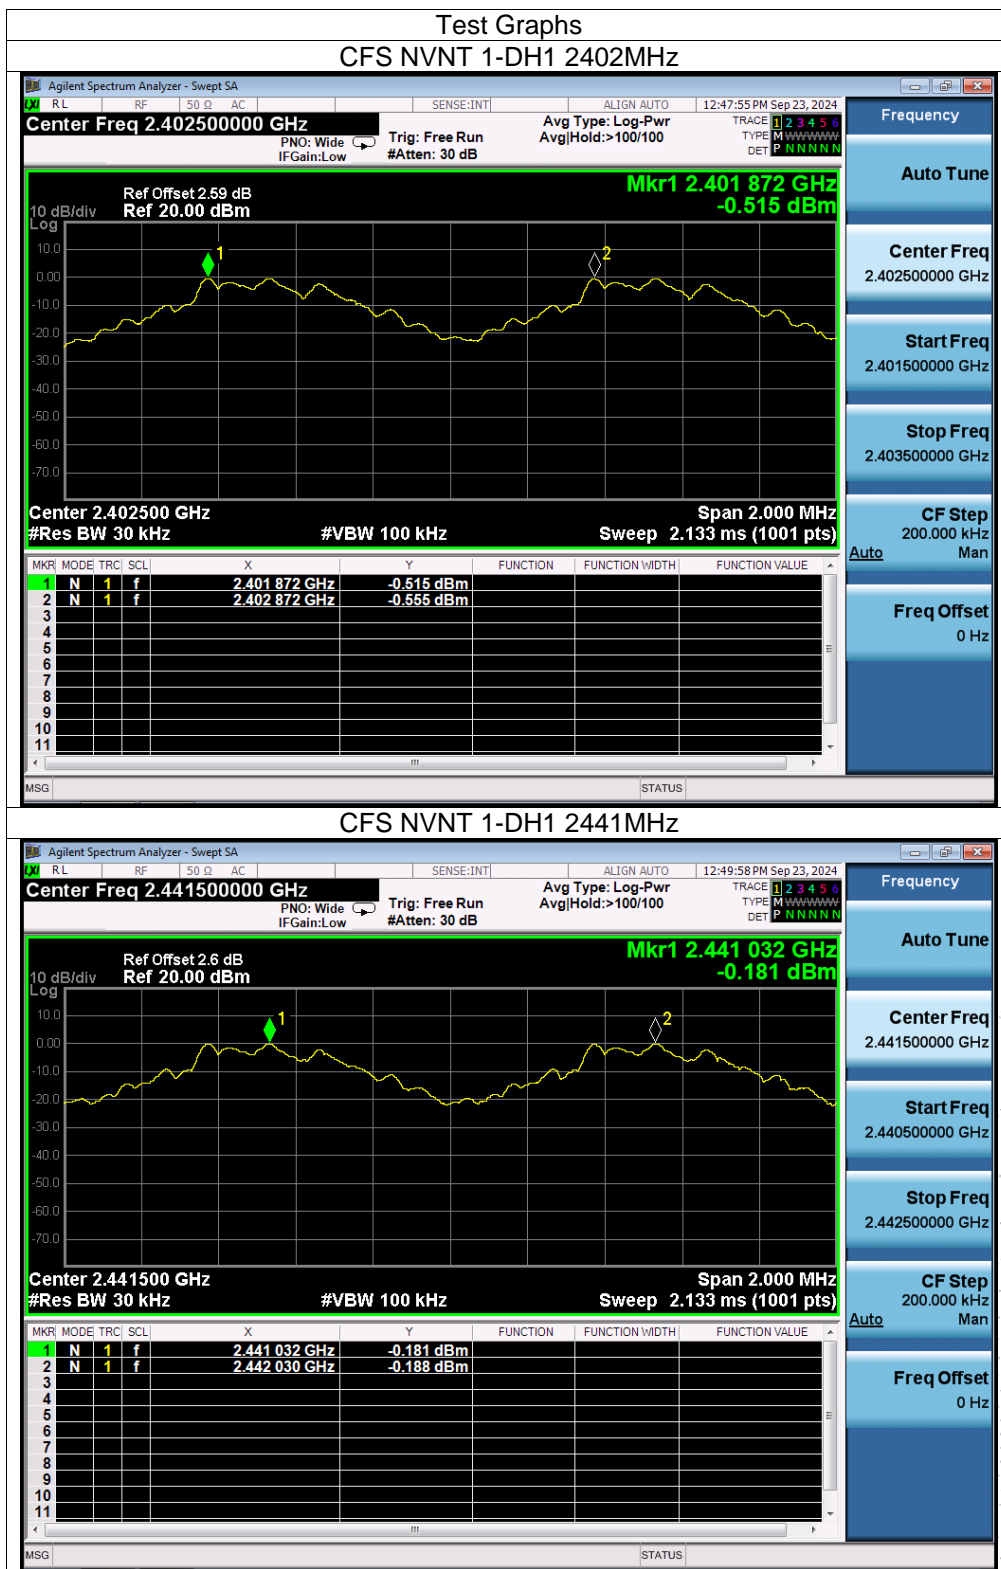 Test Graphs
CFS NVNT 1-DH1 2402MHz
Agilent Spectrum Analyzer - Swept SA
LXI RL RF 50 Ω AC SENSE:INT ALIGN AUTO 12:47:55 PM Sep 23, 2024
Center Freq 2.402500000 GHz
PNO: Wide
IFGain:Low
Trig: Free Run
#Atten: 30 dB
Avg Type: Log-Pwr
Avg|Hold:>100/100
TRACE 1 2 3 4 5 6
TYPE M WWWWW
DET P N N N N N
Frequency
Auto Tune
Center Freq
2.402500000 GHz
Start Freq
2.401500000 GHz
Stop Freq
2.403500000 GHz
CF Step
200.000 kHz
Auto Man
Freq Offset
0 Hz
Mkr1 2.401 872 GHz
-0.515 dBm
Ref Offset 2.59 dB
10 dB/div Ref 20.00 dBm
Log
10.0
0.00
-10.0
-20.0
-30.0
-40.0
-50.0
-60.0
-70.0
1
2
Center 2.402500 GHz Span 2.000 MHz
#Res BW 30 kHz #VBW 100 kHz Sweep 2.133 ms (1001 pts)
MKR MODE TRC SCL X Y FUNCTION FUNCTION WIDTH FUNCTION VALUE
1 N 1 f 2.401 872 GHz -0.515 dBm
2 N 1 f 2.402 872 GHz -0.555 dBm
3
4
5
6
7
8
9
10
11
MSG STATUS
CFS NVNT 1-DH1 2441MHz
Agilent Spectrum Analyzer - Swept SA
LXI RL RF 50 Ω AC SENSE:INT ALIGN AUTO 12:49:58 PM Sep 23, 2024
Center Freq 2.441500000 GHz
PNO: Wide
IFGain:Low
Trig: Free Run
#Atten: 30 dB
Avg Type: Log-Pwr
Avg|Hold:>100/100
TRACE 1 2 3 4 5 6
TYPE M WWWWW
DET P N N N N N
Frequency
Auto Tune
Center Freq
2.441500000 GHz
Start Freq
2.440500000 GHz
Stop Freq
2.442500000 GHz
CF Step
200.000 kHz
Auto Man
Freq Offset
0 Hz
Mkr1 2.441 032 GHz
-0.181 dBm
Ref Offset 2.6 dB
10 dB/div Ref 20.00 dBm
Log
10.0
0.00
-10.0
-20.0
-30.0
-40.0
-50.0
-60.0
-70.0
1
2
Center 2.441500 GHz Span 2.000 MHz
#Res BW 30 kHz #VBW 100 kHz Sweep 2.133 ms (1001 pts)
MKR MODE TRC SCL X Y FUNCTION FUNCTION WIDTH FUNCTION VALUE
1 N 1 f 2.441 032 GHz -0.181 dBm
2 N 1 f 2.442 030 GHz -0.188 dBm
3
4
5
6
7
8
9
10
11
MSG STATUS